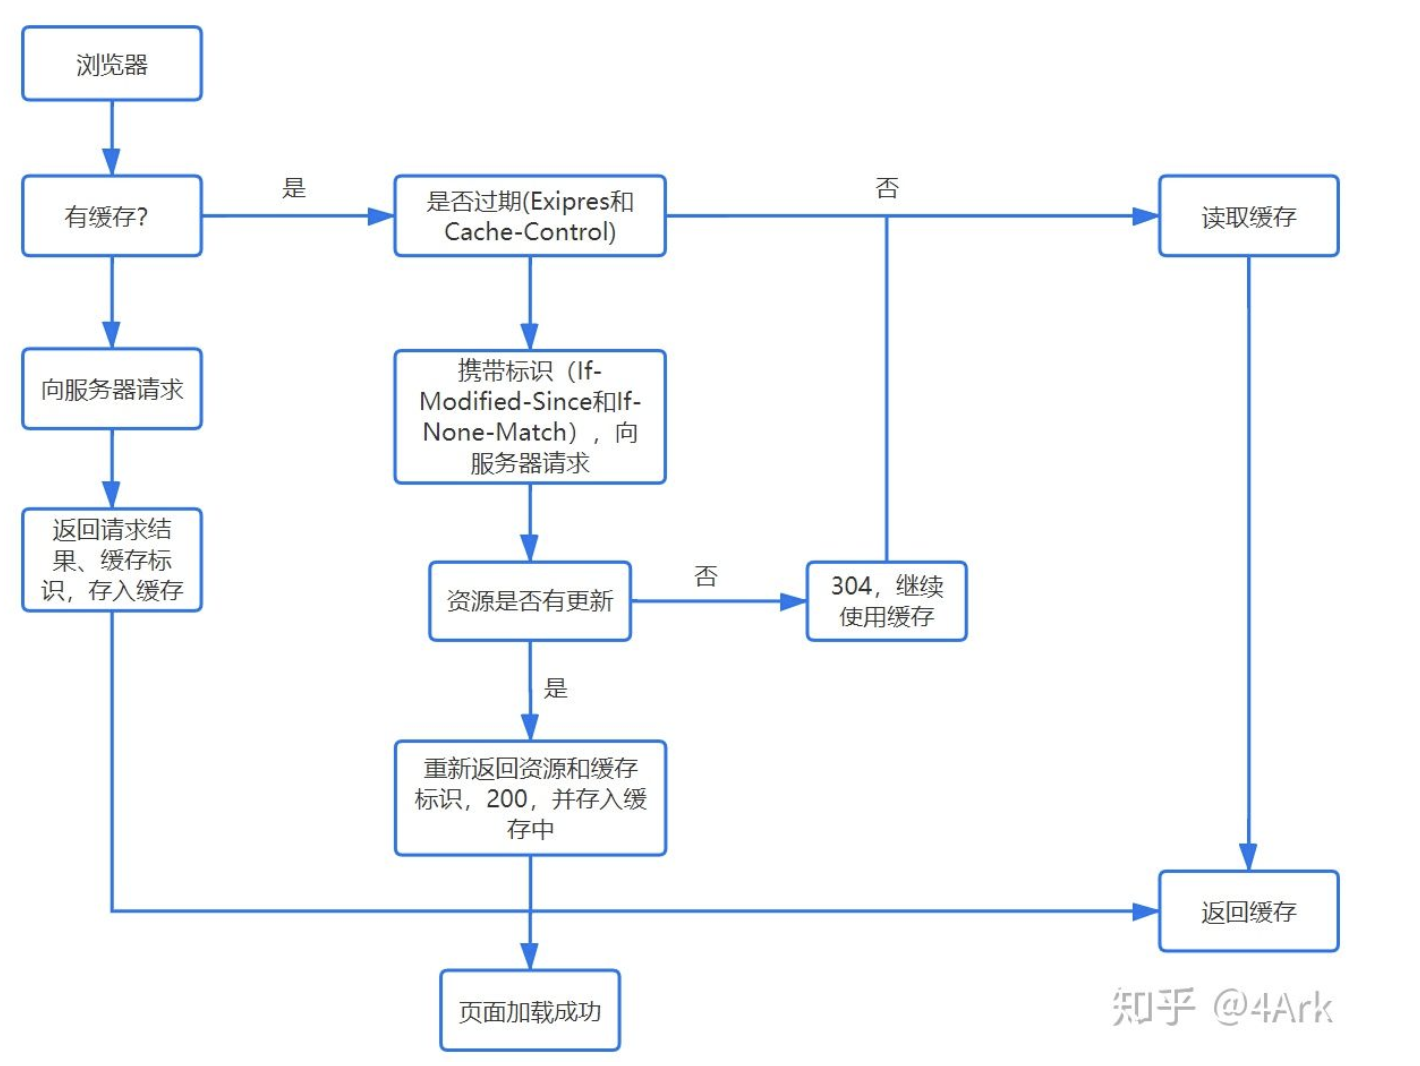 浏览器
有缓存?
是
是否过期(Exipres和
Cache-Control)
否
读取缓存
向服务器请求
携带标识（If-
Modified-Since和If-
None-Match），向
服务器请求
返回请求结
果、缓存标
识，存入缓存
资源是否有更新
否
304，继续
使用缓存
是
重新返回资源和缓存
标识，200，并存入缓
存中
返回缓存
页面加载成功
知乎 @4Ark